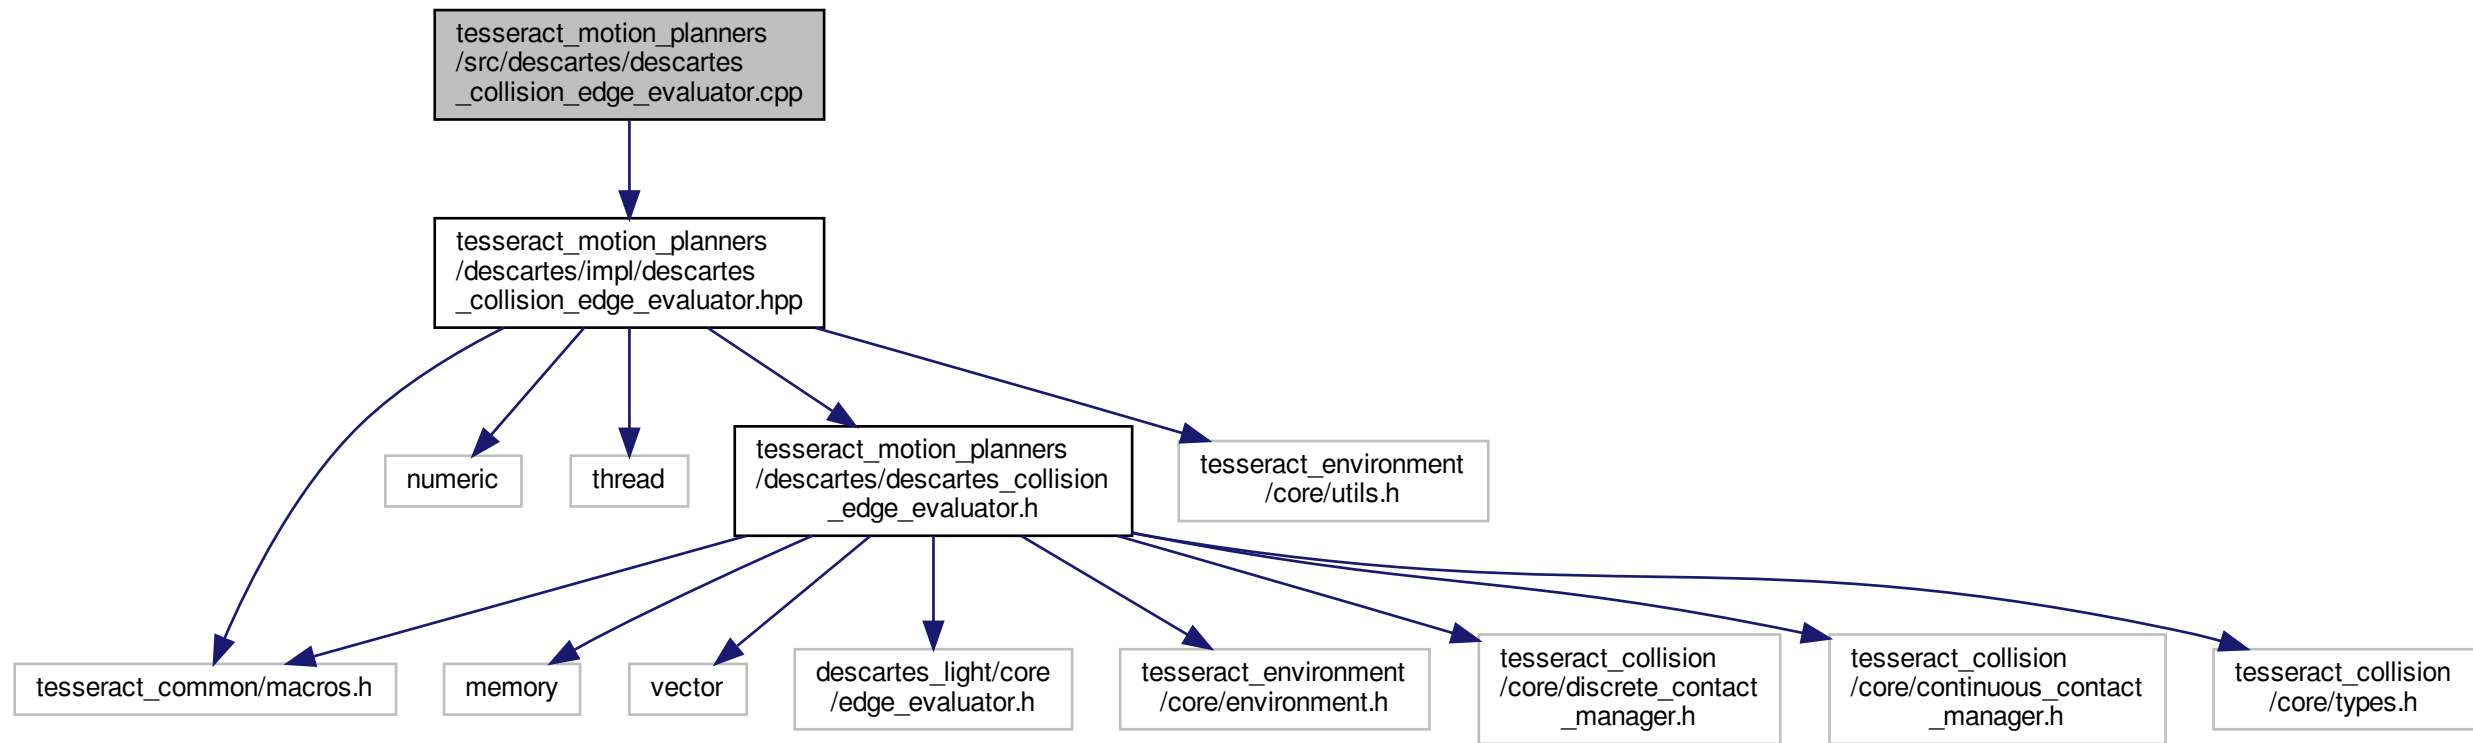 tesseract_motion_planners
/src/descartes/descartes
_collision_edge_evaluator.cpp
tesseract_motion_planners
/descartes/impl/descartes
_collision_edge_evaluator.hpp
numeric
thread
tesseract_motion_planners
/descartes/descartes_collision
_edge_evaluator.h
tesseract_environment
/core/utils.h
tesseract_common/macros.h
memory
vector
descartes_light/core
/edge_evaluator.h
tesseract_environment
/core/environment.h
tesseract_collision
/core/discrete_contact
_manager.h
tesseract_collision
/core/continuous_contact
_manager.h
tesseract_collision
/core/types.h